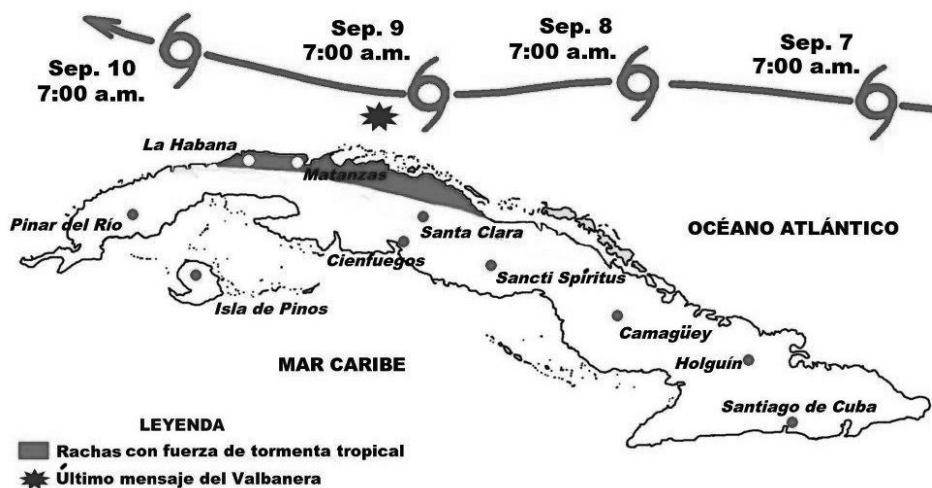 Sep. 10
7:00 a.m.
Sep. 9
7:00 a.m.
Sep. 8
7:00 a.m.
Sep. 7
7:00 a.m.
La Habana
Matanzas
Pinar del Río
Santa Clara
OCÉANO ATLÁNTICO
Cienfuegos
Sancti Spíritus
Isla de Pinos
Camagüey
MAR CARIBE
Holguín
Santiago de Cuba
LEYENDA
Rachas con fuerza de tormenta tropical
Último mensaje del Valbanera